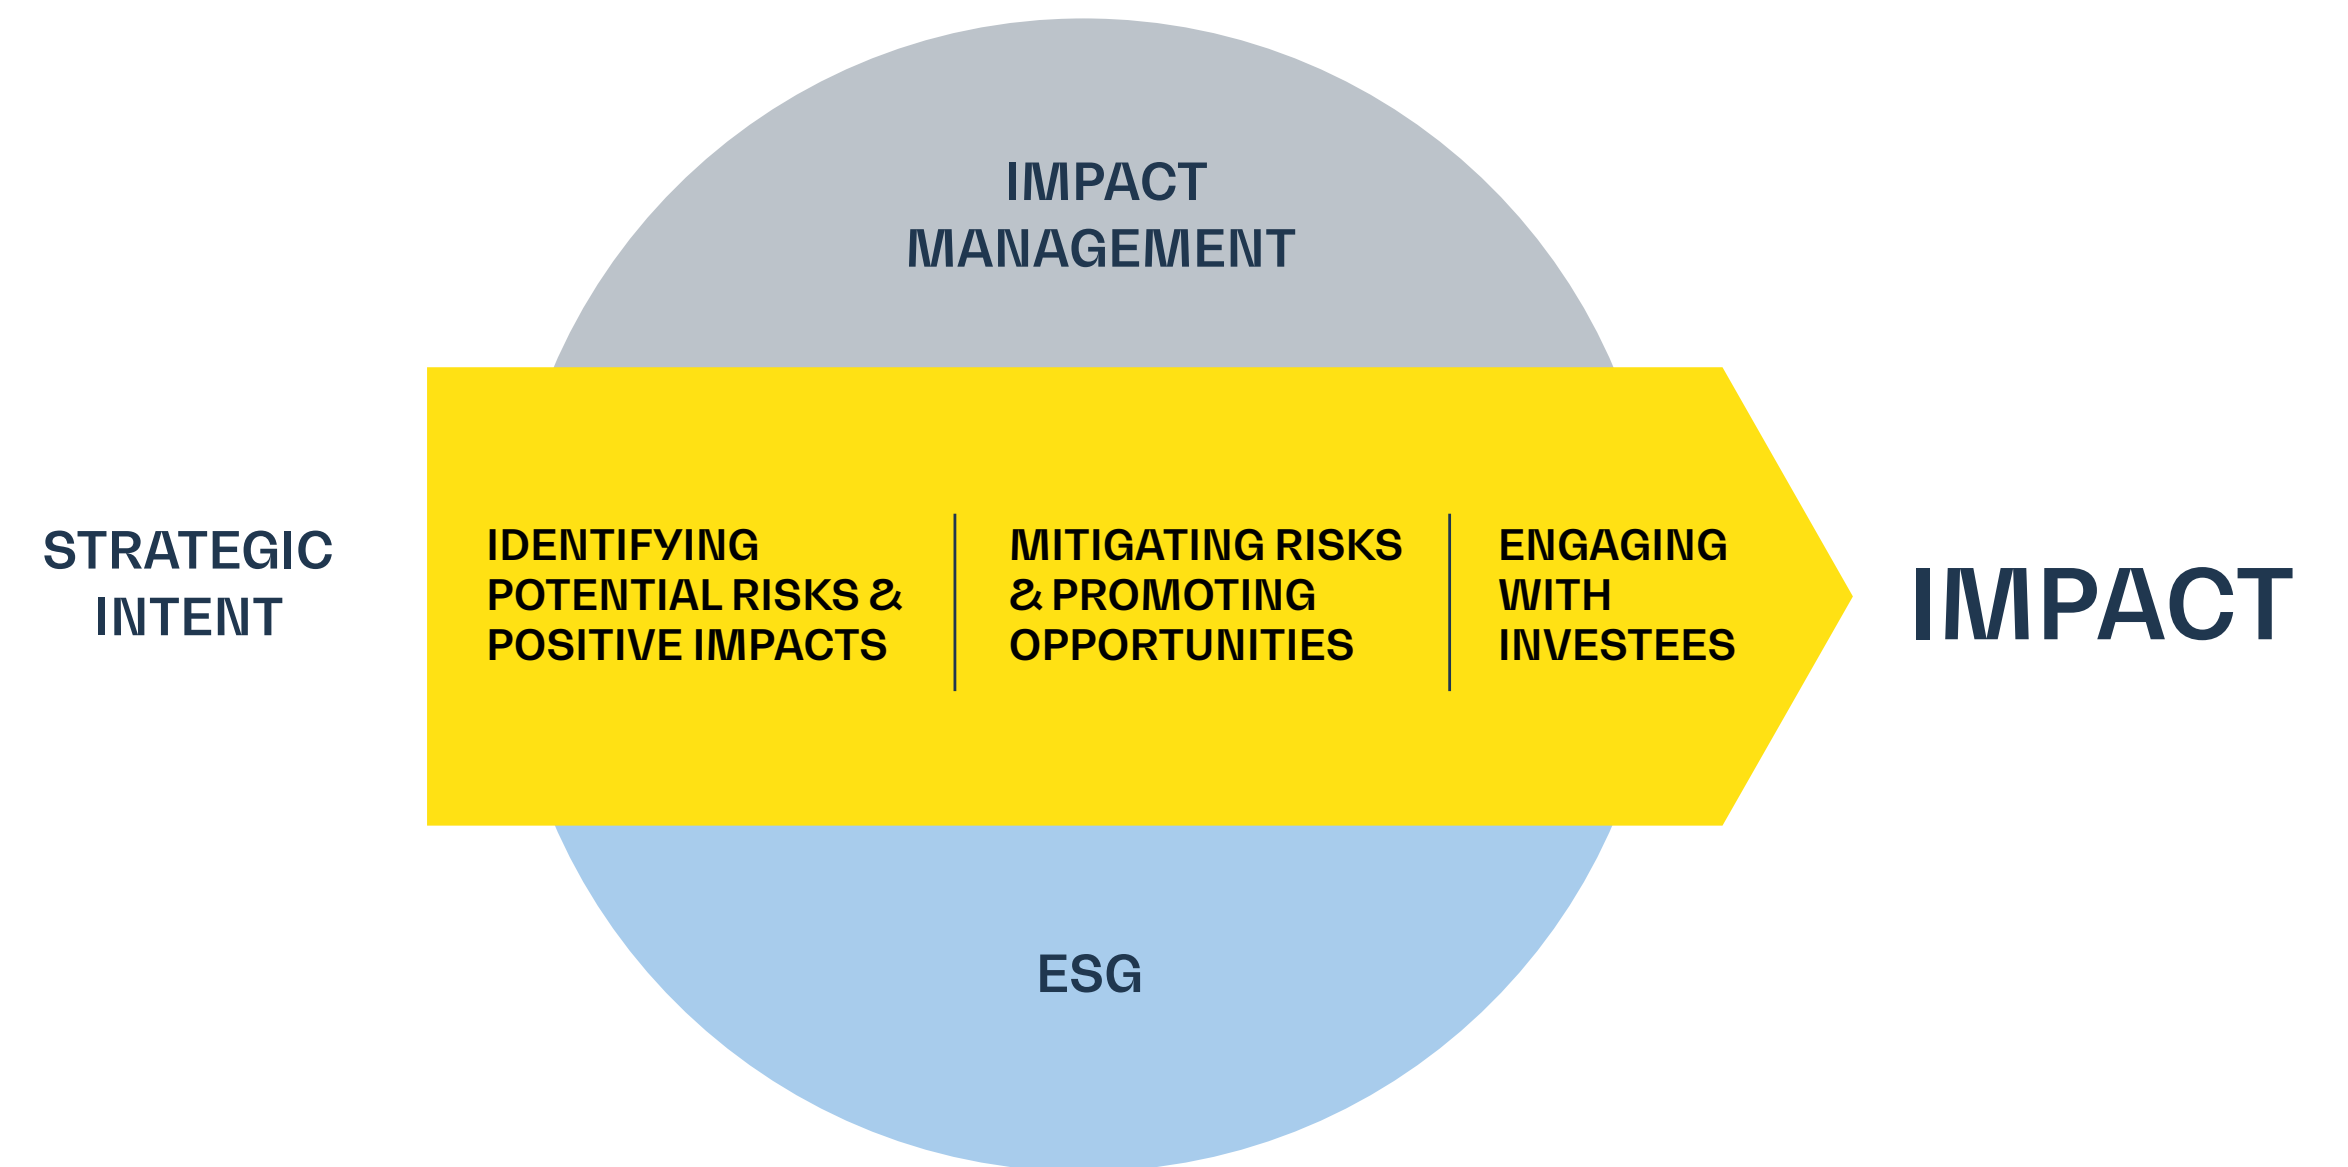 IMPACT
MANAGEMENT
STRATEGIC
INTENT
IDENTIFYING
POTENTIAL RISKS &
POSITIVE IMPACTS
MITIGATING RISKS
& PROMOTING
OPPORTUNITIES
ENGAGING
WITH
INVESTEES
IMPACT
ESG